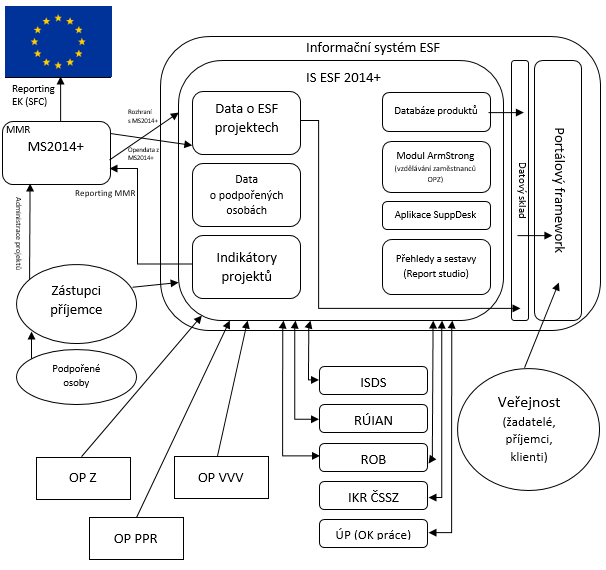 Informační systém ESF
IS ESF 2014+
Reporting
EK (SFC)
MMR
MS2014+
Rozhraní
s MS2014+
Opendata z
MS2014+
Reporting MMR
Administrace projektů
Data o ESF
projektech
Data
o podpořených
osobách
Indikátory
projektů
Databáze produktů
Modul ArmStrong
(vzdělávání zaměstnanců
OPZ)
Aplikace SuppDesk
Přehledy a sestavy
(Report studio)
Datový sklad
Portálový framework
Zástupci
příjemce
Podpořené
osoby
OP Z
OP VVV
OP PPR
ISDS
RÚIAN
ROB
IKR ČSSZ
ÚP (OK práce)
Veřejnost
(žadatelé,
příjemci,
klienti)